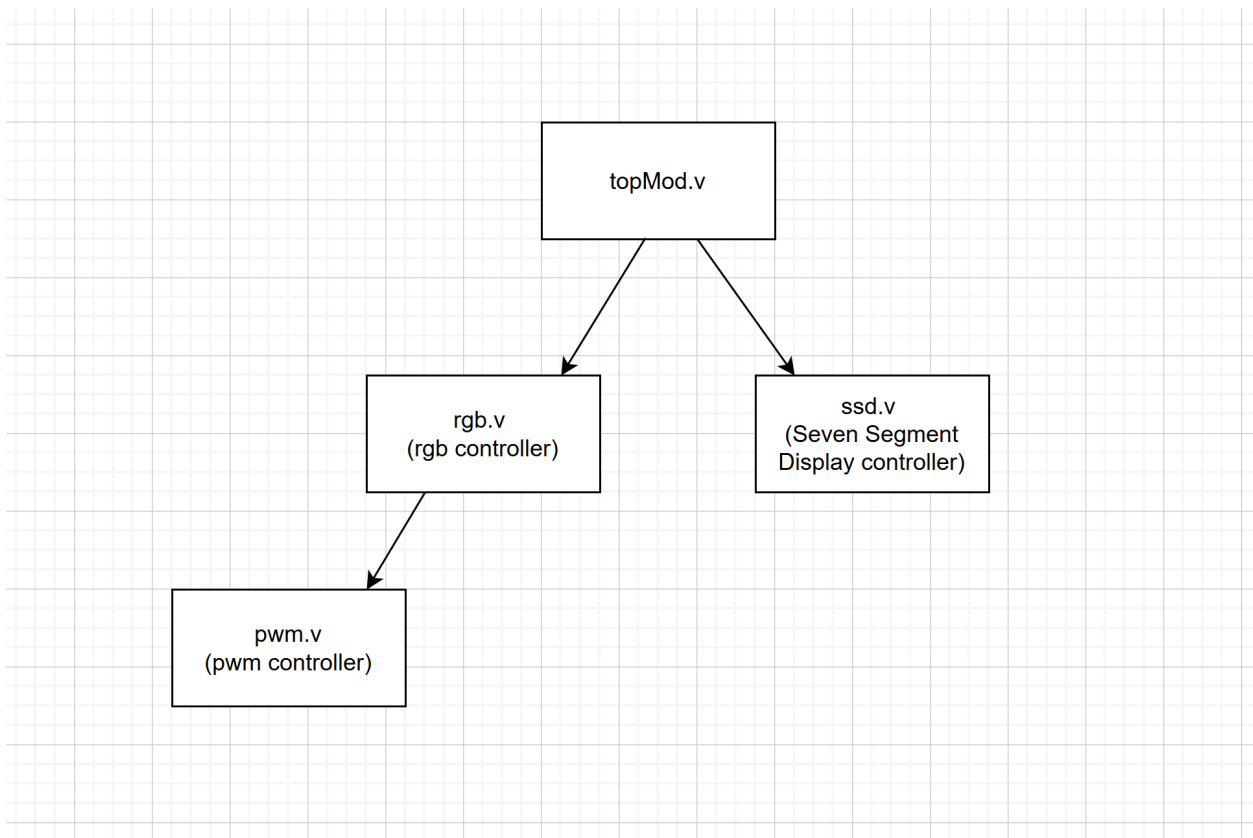 topMod.v
rgb.v
(rgb controller)
ssd.v
(Seven Segment
Display controller)
pwm.v
(pwm controller)